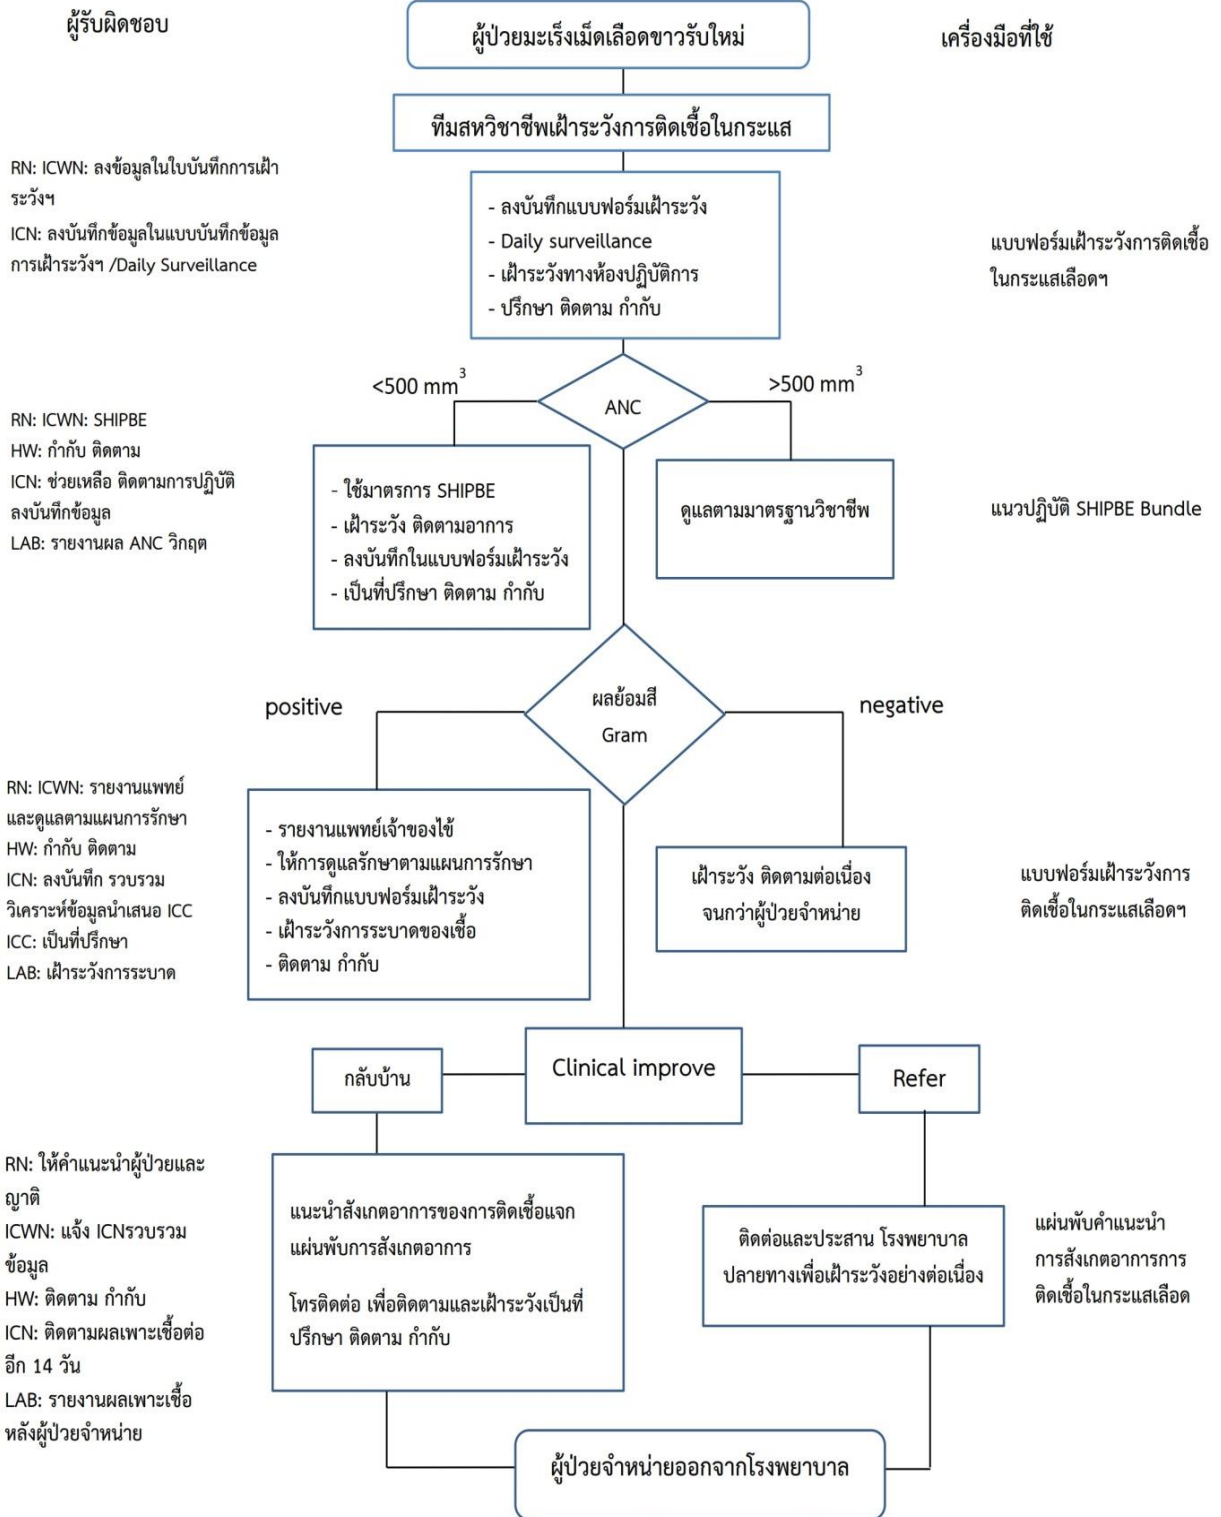 ผู้รับผิดชอบ
ผู้ป่วยมะเร็งเม็ดเลือดขาวรับใหม่
เครื่องมือที่ใช้
ทีมสหวิชาชีพเฝ้าระวังการติดเชื้อในกระแส
RN: ICWN: ลงข้อมูลในใบบันทึกการเฝ้า
ระวังฯ
ICN: ลงบันทึกข้อมูลในแบบบันทึกข้อมูล
การเฝ้าระวังฯ /Daily Surveillance
- ลงบันทึกแบบฟอร์มเฝ้าระวัง
- Daily surveillance
- เฝ้าระวังทางห้องปฏิบัติการ
- ปรึกษา ติดตาม กำกับ
แบบฟอร์มเฝ้าระวังการติดเชื้อ
ในกระแสเลือดฯ
<500 mm³
ANC
>500 mm³
RN: ICWN: SHIPBE
HW: กำกับ ติดตาม
ICN: ช่วยเหลือ ติดตามการปฏิบัติ
ลงบันทึกข้อมูล
LAB: รายงานผล ANC วิกฤต
- ใช้มาตรการ SHIPBE
- เฝ้าระวัง ติดตามอาการ
- ลงบันทึกในแบบฟอร์มเฝ้าระวัง
- เป็นที่ปรึกษา ติดตาม กำกับ
ดูแลตามมาตรฐานวิชาชีพ
แนวปฏิบัติ SHIPBE Bundle
positive
ผลย้อมสี
Gram
negative
RN: ICWN: รายงานแพทย์
และดูแลตามแผนการรักษา
HW: กำกับ ติดตาม
ICN: ลงบันทึก รวบรวม
วิเคราะห์ข้อมูลนำเสนอ ICC
ICC: เป็นที่ปรึกษา
LAB: เฝ้าระวังการระบาด
- รายงานแพทย์เจ้าของไข้
- ให้การดูแลรักษาตามแผนการรักษา
- ลงบันทึกแบบฟอร์มเฝ้าระวัง
- เฝ้าระวังการระบาดของเชื้อ
- ติดตาม กำกับ
เฝ้าระวัง ติดตามต่อเนื่อง
จนกว่าผู้ป่วยจำหน่าย
แบบฟอร์มเฝ้าระวังการ
ติดเชื้อในกระแสเลือดฯ
กลับบ้าน
Clinical improve
Refer
RN: ให้คำแนะนำผู้ป่วยและ
ญาติ
ICWN: แจ้ง ICNรวบรวม
ข้อมูล
HW: ติดตาม กำกับ
ICN: ติดตามผลเพาะเชื้อต่อ
อีก 14 วัน
LAB: รายงานผลเพาะเชื้อ
หลังผู้ป่วยจำหน่าย
แนะนำสังเกตอาการของการติดเชื้อแจก
แผ่นพับการสังเกตอาการ
โทรติดต่อ เพื่อติดตามและเฝ้าระวังเป็นที่
ปรึกษา ติดตาม กำกับ
ติดต่อและประสาน โรงพยาบาล
ปลายทางเพื่อเฝ้าระวังอย่างต่อเนื่อง
แผ่นพับคำแนะนำ
การสังเกตอาการการ
ติดเชื้อในกระแสเลือด
ผู้ป่วยจำหน่ายออกจากโรงพยาบาล